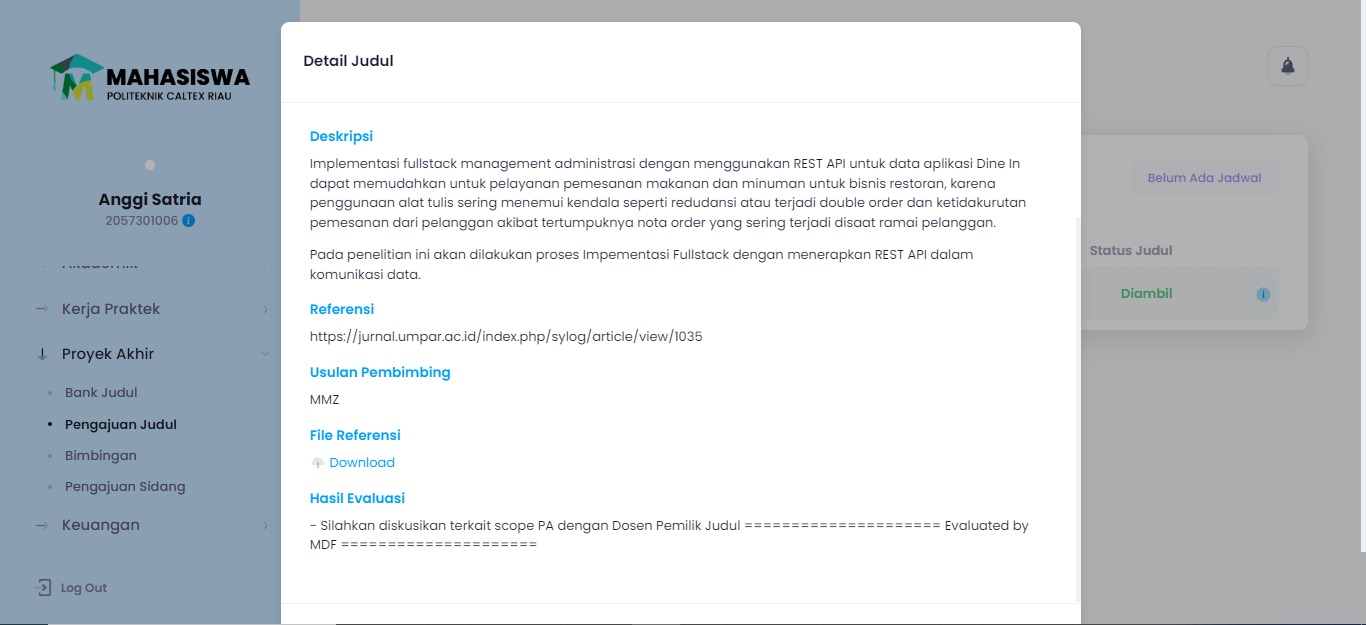 MAHASISWA
POLITEKNIK CALTEX RIAU
Anggi Satria
2057301006
Akademik
Kerja Praktek
Proyek Akhir
Bank Judul
Pengajuan Judul
Bimbingan
Pengajuan Sidang
Keuangan
Log Out
Detail Judul
Deskripsi
Implementasi fullstack management administrasi dengan menggunakan REST API untuk data aplikasi Dine In
dapat memudahkan untuk pelayanan pemesanan makanan dan minuman untuk bisnis restoran, karena
penggunaan alat tulis sering menemui kendala seperti redudansi atau terjadi double order dan ketidakurutan
pemesanan dari pelanggan akibat tertumpuknya nota order yang sering terjadi disaat ramai pelanggan.
Pada penelitian ini akan dilakukan proses Impementasi Fullstack dengan menerapkan REST API dalam
komunikasi data.
Referensi
https://jurnal.umpar.ac.id/index.php/sylog/article/view/1035
Usulan Pembimbing
MMZ
File Referensi
Download
Hasil Evaluasi
- Silahkan diskusikan terkait scope PA dengan Dosen Pemilik Judul ===================== Evaluated by
MDF =====================
Belum Ada Jadwal
Status Judul
Diambil